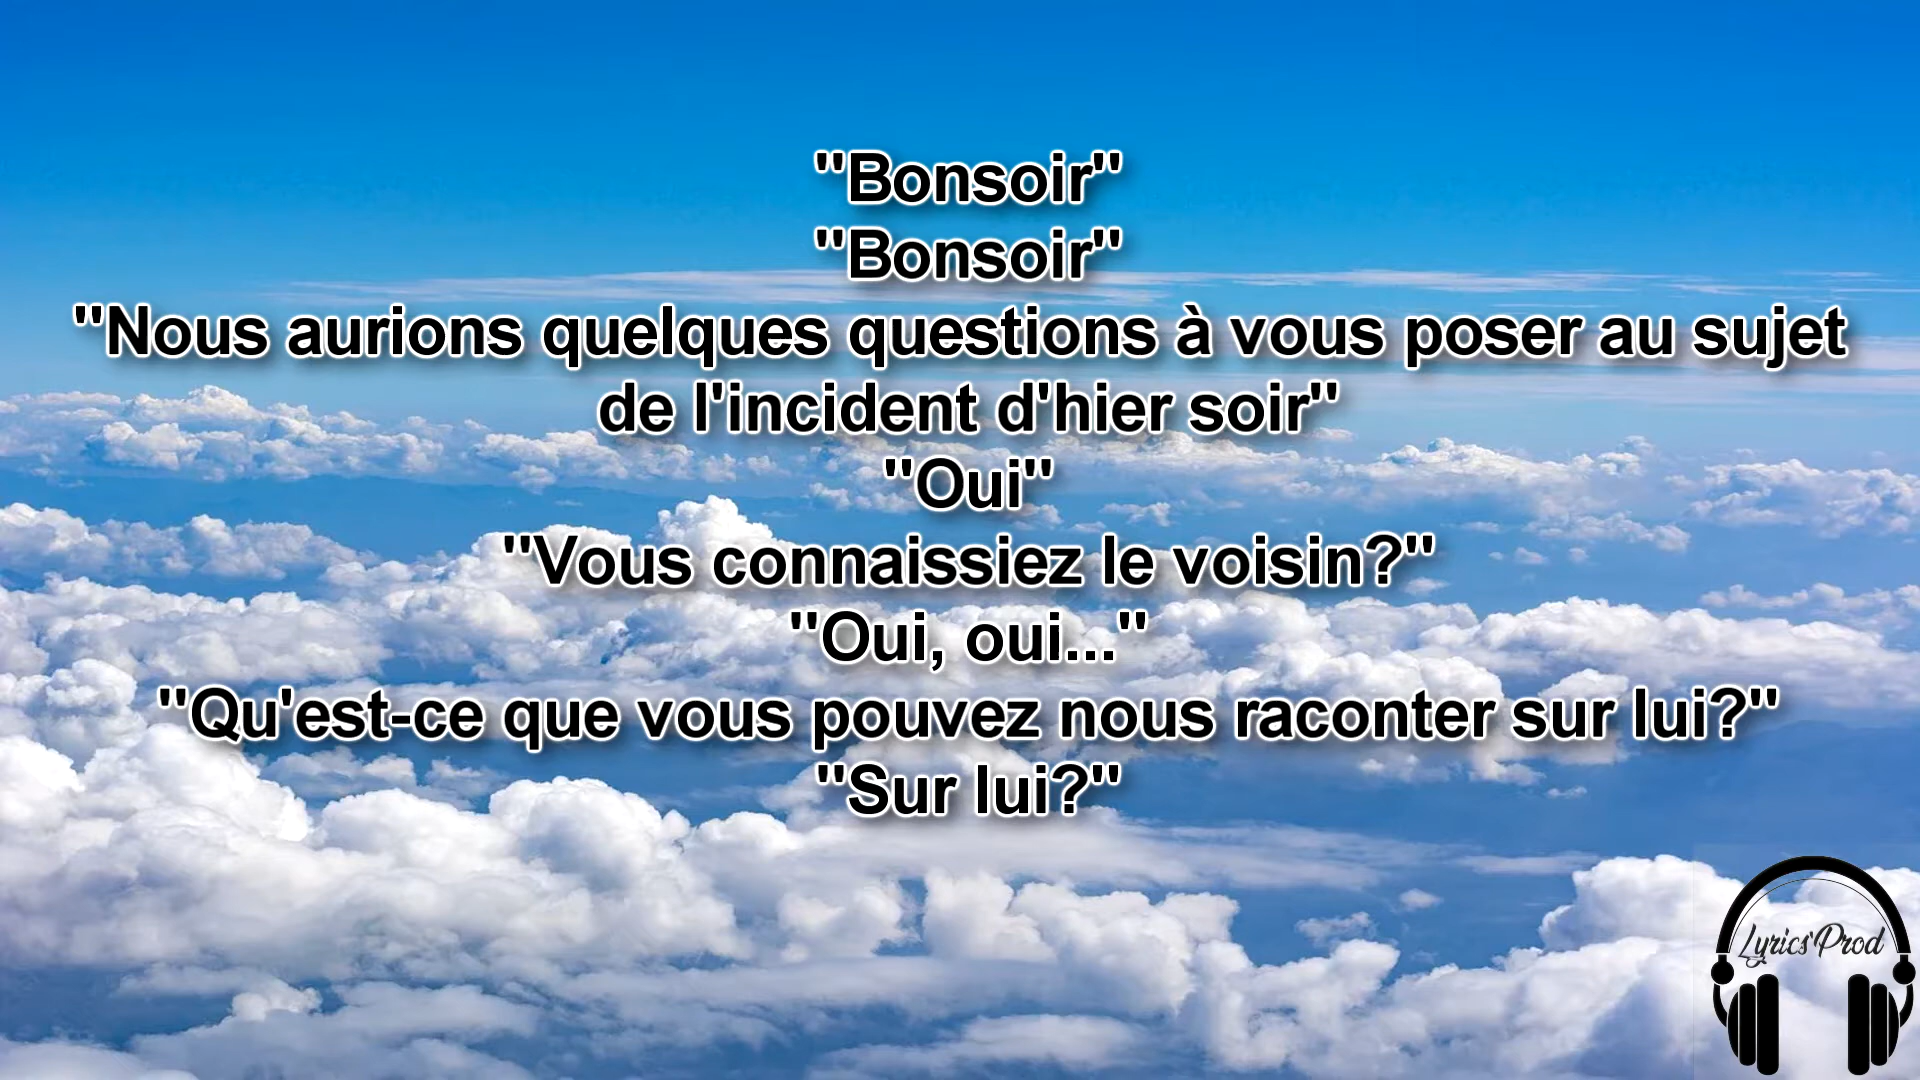 "Bonsoir"
"Bonsoir"
"Nous aurions quelques questions à vous poser au sujet
de l'incident d'hier soir"
"Oui"
"Vous connaissiez le voisin?"
"Oui, oui..."
"Qu'est-ce que vous pouvez nous raconter sur lui?"
"Sur lui?"
Lyrics'Prod